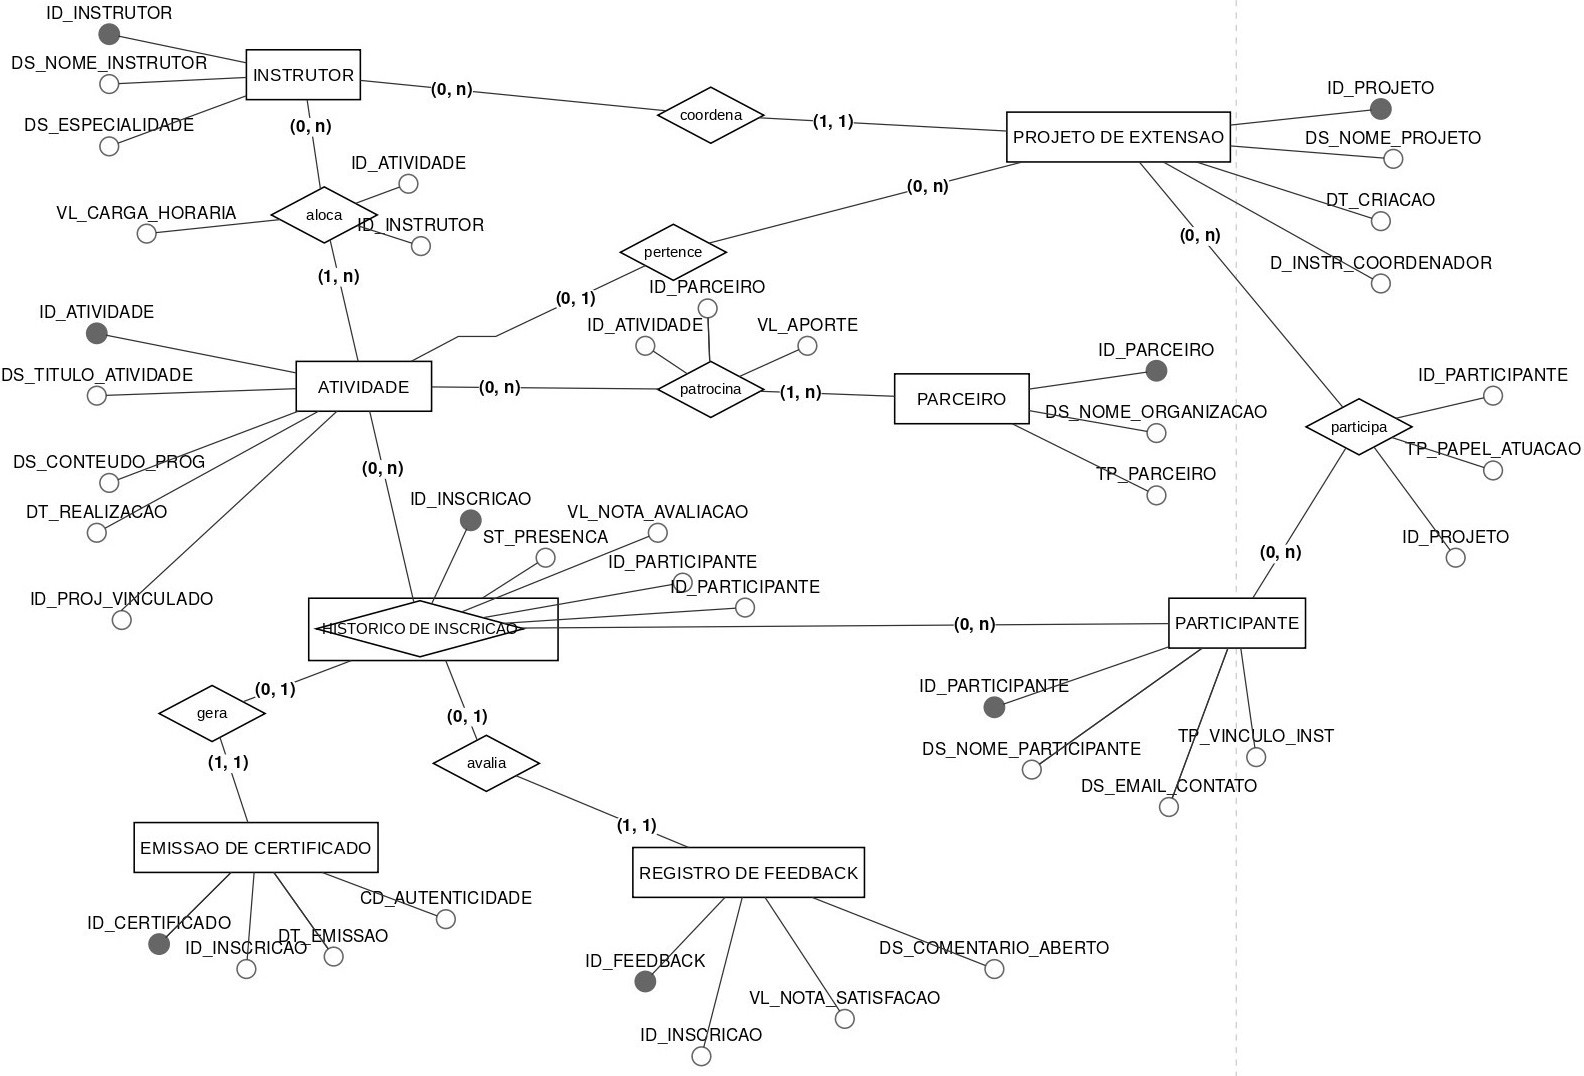 ID_INSTRUTOR
DS_NOME_INSTRUTOR
INSTRUTOR
DS_ESPECIALIDADE
(0, n)
(0, n)
coordena
(1, 1)
PROJETO DE EXTENSAO
ID_PROJETO
DS_NOME_PROJETO
DT_CRIACAO
D_INSTR_COORDENADOR
(0, n)
(0, n)
ID_ATIVIDADE
VL_CARGA_HORARIA
aloca
ID_INSTRUTOR
(1, n)
pertence
(0, 1)
ID_PARCEIRO
ID_ATIVIDADE
VL_APORTE
ID_ATIVIDADE
DS_TITULO_ATIVIDADE
ATIVIDADE
(0, n)
patrocina
(1, n)
PARCEIRO
ID_PARCEIRO
DS_NOME_ORGANIZACAO
TP_PARCEIRO
ID_PARTICIPANTE
participa
TP_PAPEL_ATUACAO
ID_PROJETO
(0, n)
DS_CONTEUDO_PROG
DT_REALIZACAO
ID_PROJ_VINCULADO
(0, n)
ID_INSCRICAO
VL_NOTA_AVALIACAO
ST_PRESENCA
ID_PARTICIPANTE
ID_PARTICIPANTE
HISTORICO DE INSCRICAO
(0, n)
PARTICIPANTE
ID_PARTICIPANTE
DS_NOME_PARTICIPANTE
TP_VINCULO_INST
DS_EMAIL_CONTATO
(0, 1)
gera
(1, 1)
(0, 1)
avalia
(1, 1)
EMISSAO DE CERTIFICADO
CD_AUTENTICIDADE
ID_CERTIFICADO
DT_EMISSAO
ID_INSCRICAO
REGISTRO DE FEEDBACK
ID_FEEDBACK
DS_COMENTARIO_ABERTO
VL_NOTA_SATISFACAO
ID_INSCRICAO